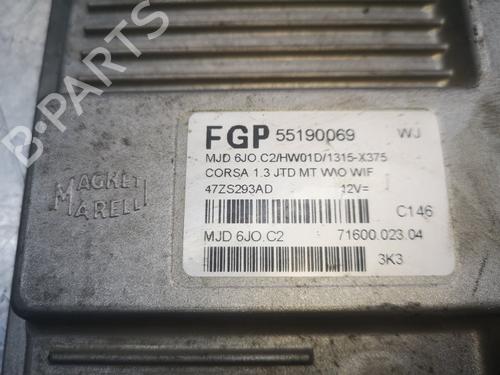 B-PARTS
FGP 55190069 WJ
MJD 6JO.C2/HW01D/1315-X375
CORSA 1.3 JTD MT W\O WIF
47ZS293AD 12V=
C146
MJD 6JO.C2 71600.023.04
3K3
MAGNETI
MARELLI